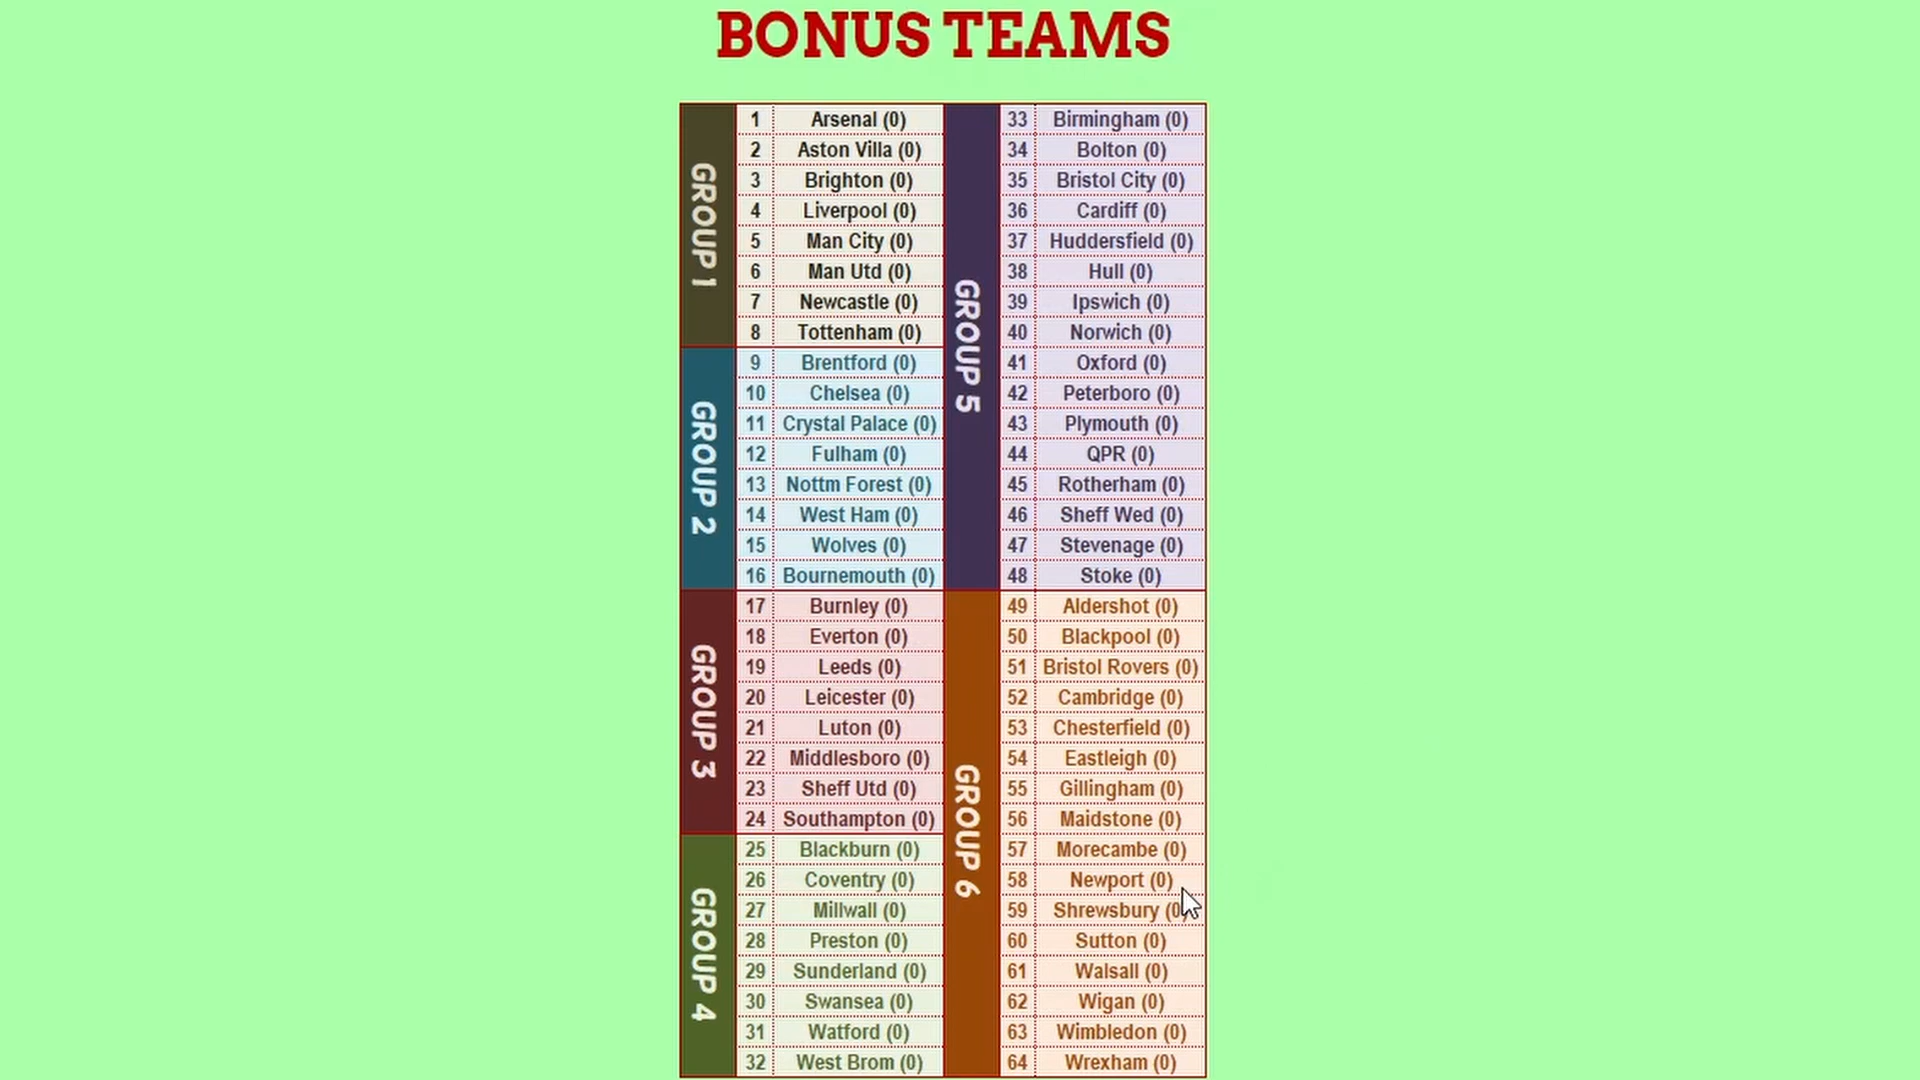 BONUS TEAMS
GROUP 1
1 Arsenal (0)
2 Aston Villa (0)
3 Brighton (0)
4 Liverpool (0)
5 Man City (0)
6 Man Utd (0)
7 Newcastle (0)
8 Tottenham (0)
GROUP 2
9 Brentford (0)
10 Chelsea (0)
11 Crystal Palace (0)
12 Fulham (0)
13 Nottm Forest (0)
14 West Ham (0)
15 Wolves (0)
16 Bournemouth (0)
GROUP 3
17 Burnley (0)
18 Everton (0)
19 Leeds (0)
20 Leicester (0)
21 Luton (0)
22 Middlesboro (0)
23 Sheff Utd (0)
24 Southampton (0)
GROUP 4
25 Blackburn (0)
26 Coventry (0)
27 Millwall (0)
28 Preston (0)
29 Sunderland (0)
30 Swansea (0)
31 Watford (0)
32 West Brom (0)
GROUP 5
33 Birmingham (0)
34 Bolton (0)
35 Bristol City (0)
36 Cardiff (0)
37 Huddersfield (0)
38 Hull (0)
39 Ipswich (0)
40 Norwich (0)
41 Oxford (0)
42 Peterboro (0)
43 Plymouth (0)
44 QPR (0)
45 Rotherham (0)
46 Sheff Wed (0)
47 Stevenage (0)
48 Stoke (0)
GROUP 6
49 Aldershot (0)
50 Blackpool (0)
51 Bristol Rovers (0)
52 Cambridge (0)
53 Chesterfield (0)
54 Eastleigh (0)
55 Gillingham (0)
56 Maidstone (0)
57 Morecambe (0)
58 Newport (0)
59 Shrewsbury (0)
60 Sutton (0)
61 Walsall (0)
62 Wigan (0)
63 Wimbledon (0)
64 Wrexham (0)